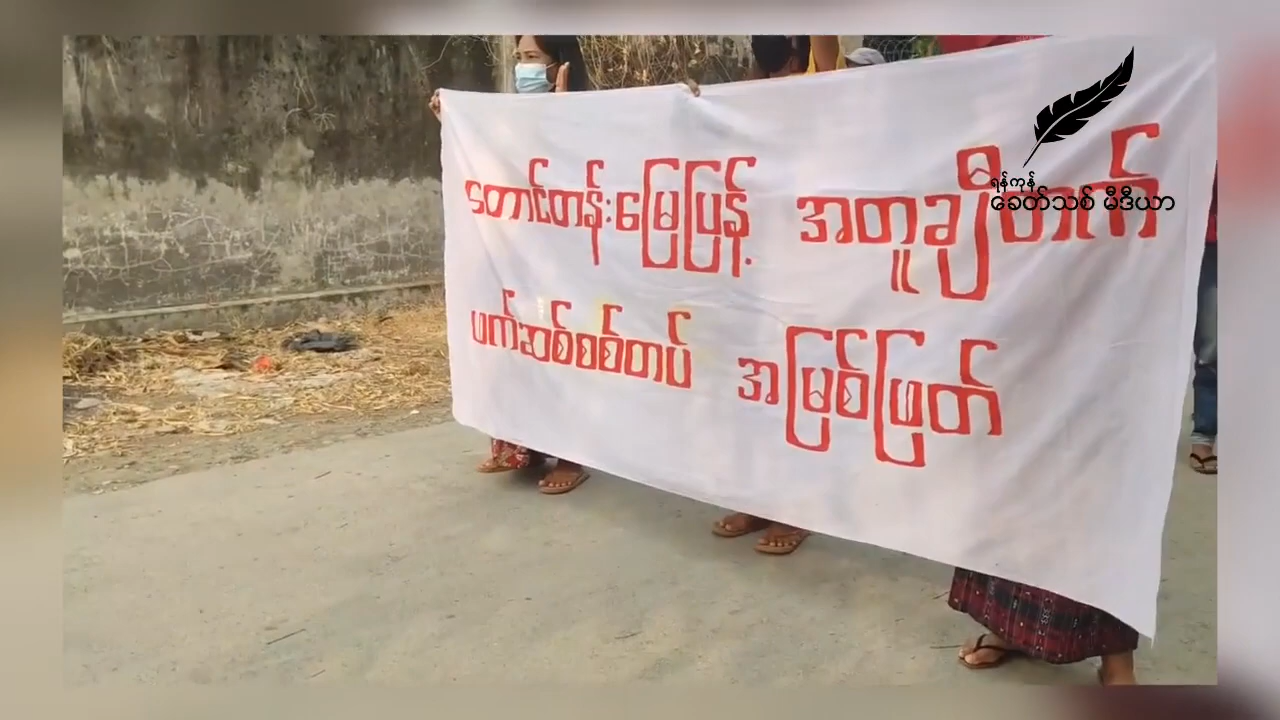 တောင်တန်းမြေပြန့် အတူချီတက်
ဖက်ဆစ်စစ်တပ် အမြစ်ဖြတ်
ရန်ကုန်
ခေတ်သစ် မီဒီယာ